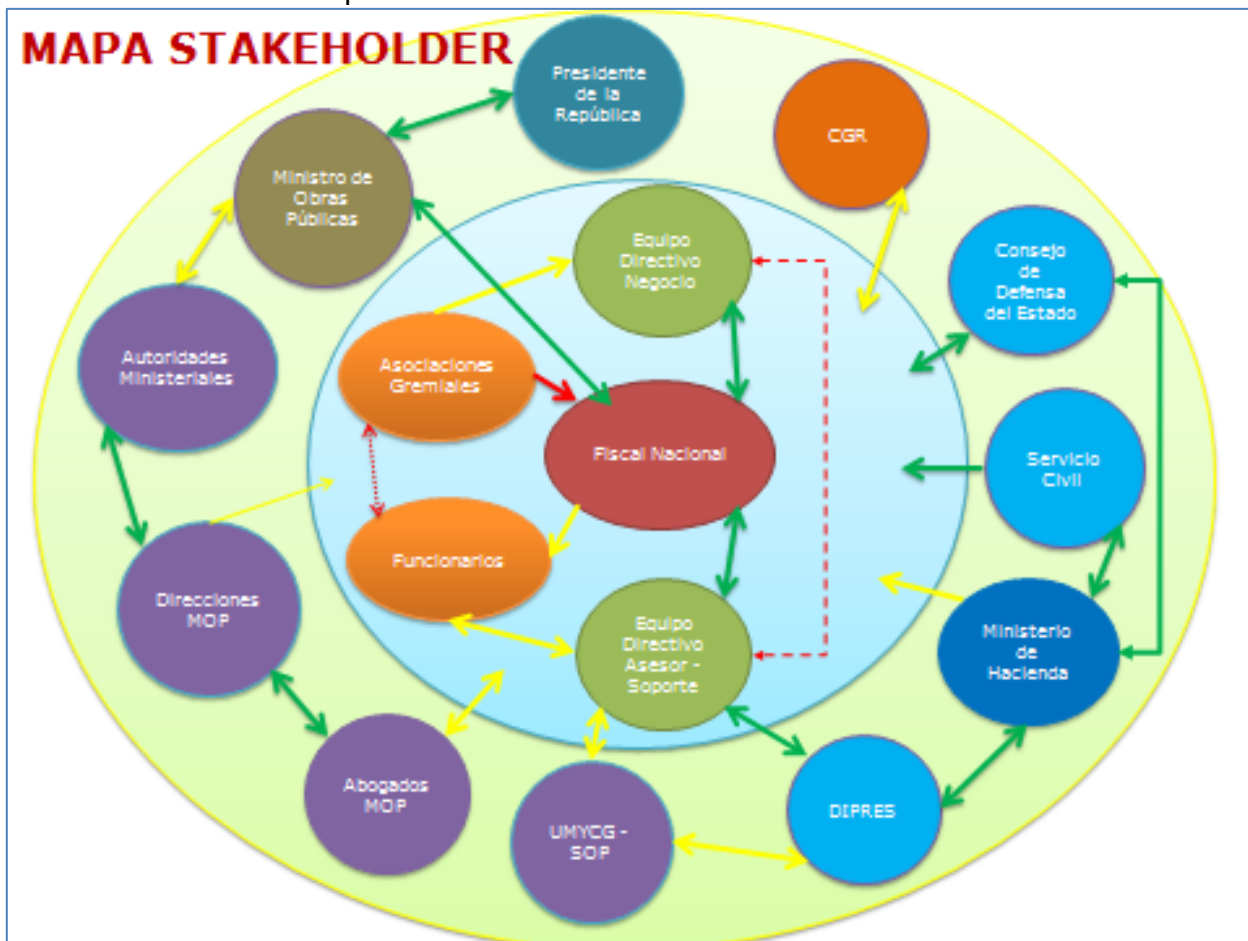 MAPA STAKEHOLDER
Presidente
de la
República
CGR
Ministro de
Obras
Públicas
Equipo
Directivo
Negocio
Consejo
de
Defensa
del Estado
Autoridades
Ministeriales
Asociaciones
Gremiales
Fiscal Nacional
Servicio
Civil
Funcionarios
Direcciones
MOP
Equipo
Directivo
Asesor -
Soporte
Ministerio
de
Hacienda
Abogados
MOP
UMYCG -
SOP
DIPRES